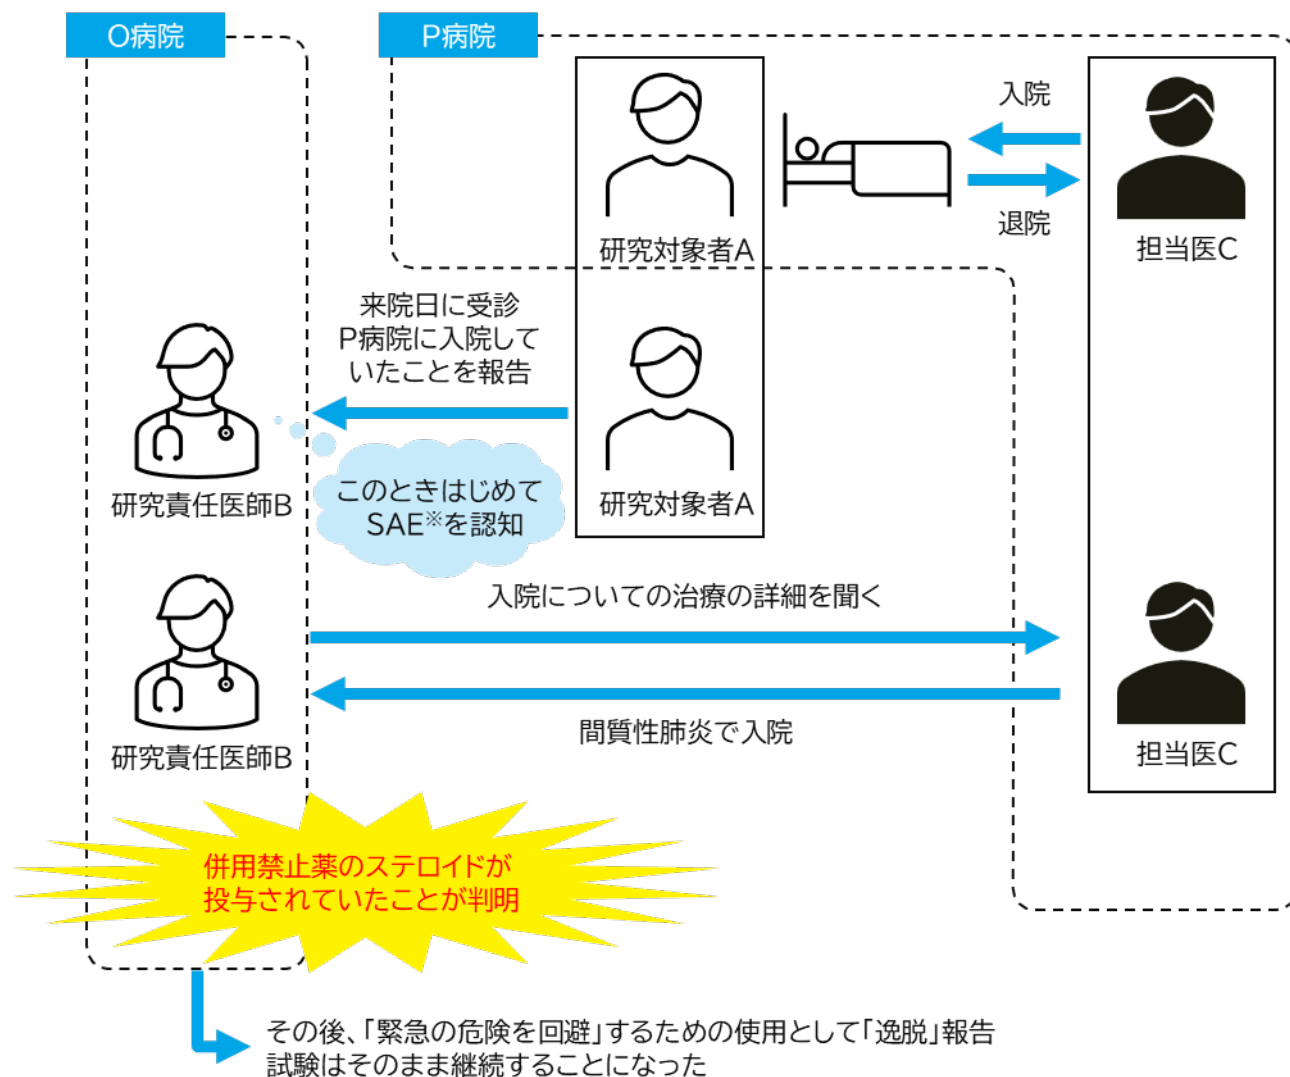 O病院
P病院
入院
退院
研究対象者A
担当医C
来院日に受診
P病院に入院して
いたことを報告
研究責任医師B
このときはじめて
SAE※を認知
研究対象者A
入院についての治療の詳細を聞く
間質性肺炎で入院
研究責任医師B
担当医C
併用禁止薬のステロイドが
投与されていたことが判明
その後、「緊急の危険を回避」するための使用として「逸脱」報告
試験はそのまま継続することになった